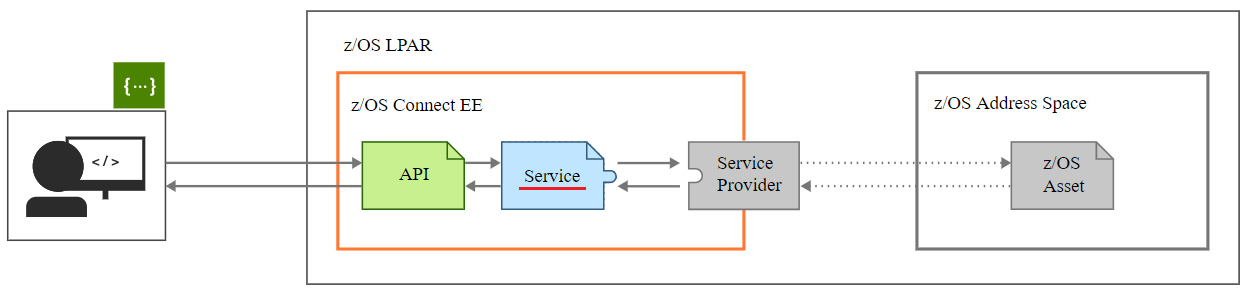 z/OS LPAR
{···}
z/OS Connect EE
z/OS Address Space
</>
API
Service
Service
Provider
z/OS
Asset